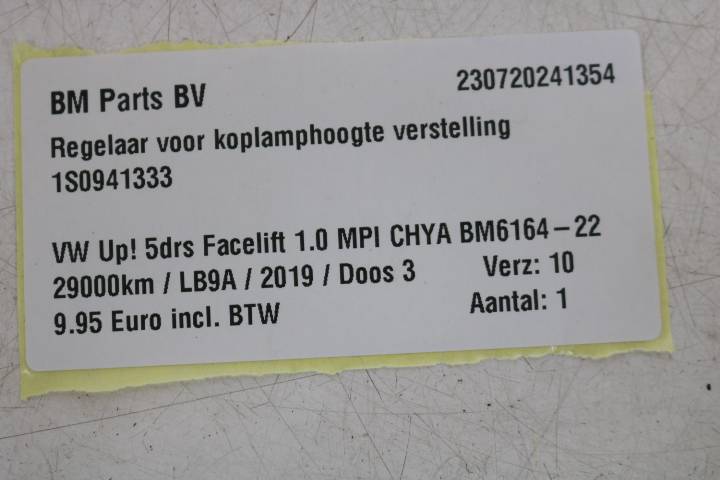 BM Parts BV 230720241354
Regelaar voor koplamphoogte verstelling
1S0941333
VW Up! 5drs Facelift 1.0 MPI CHYA BM6164-22
29000km / LB9A / 2019 / Doos 3 Verz: 10
9.95 Euro incl. BTW Aantal: 1